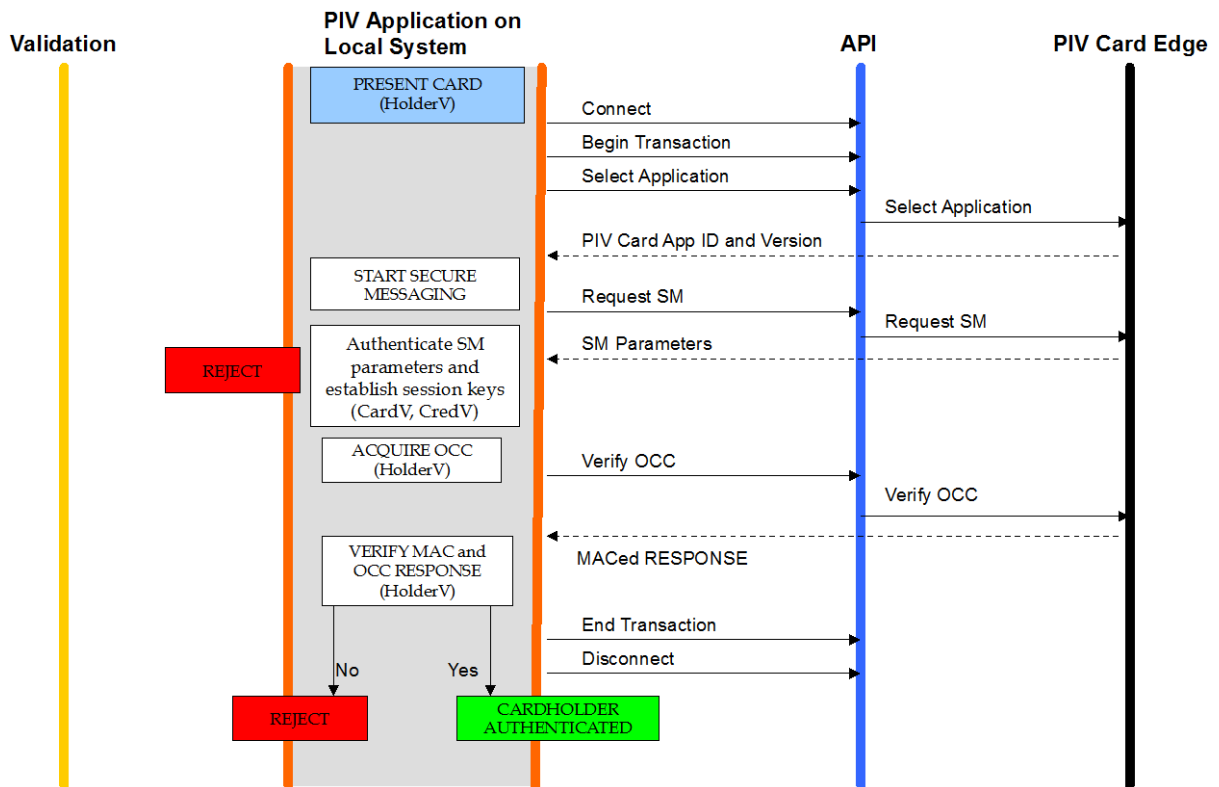 PIV Application on
Local System
Validation
API
PIV Card Edge
PRESENT CARD
(HolderV)
Connect
Begin Transaction
Select Application
Select Application
PIV Card App ID and Version
START SECURE
MESSAGING
Request SM
Request SM
Authenticate SM
parameters and
establish session keys
(CardV, CredV)
SM Parameters
REJECT
ACQUIRE OCC
(HolderV)
Verify OCC
Verify OCC
VERIFY MAC and
OCC RESPONSE
(HolderV)
MACed RESPONSE
End Transaction
Disconnect
No
Yes
REJECT
CARDHOLDER
AUTHENTICATED